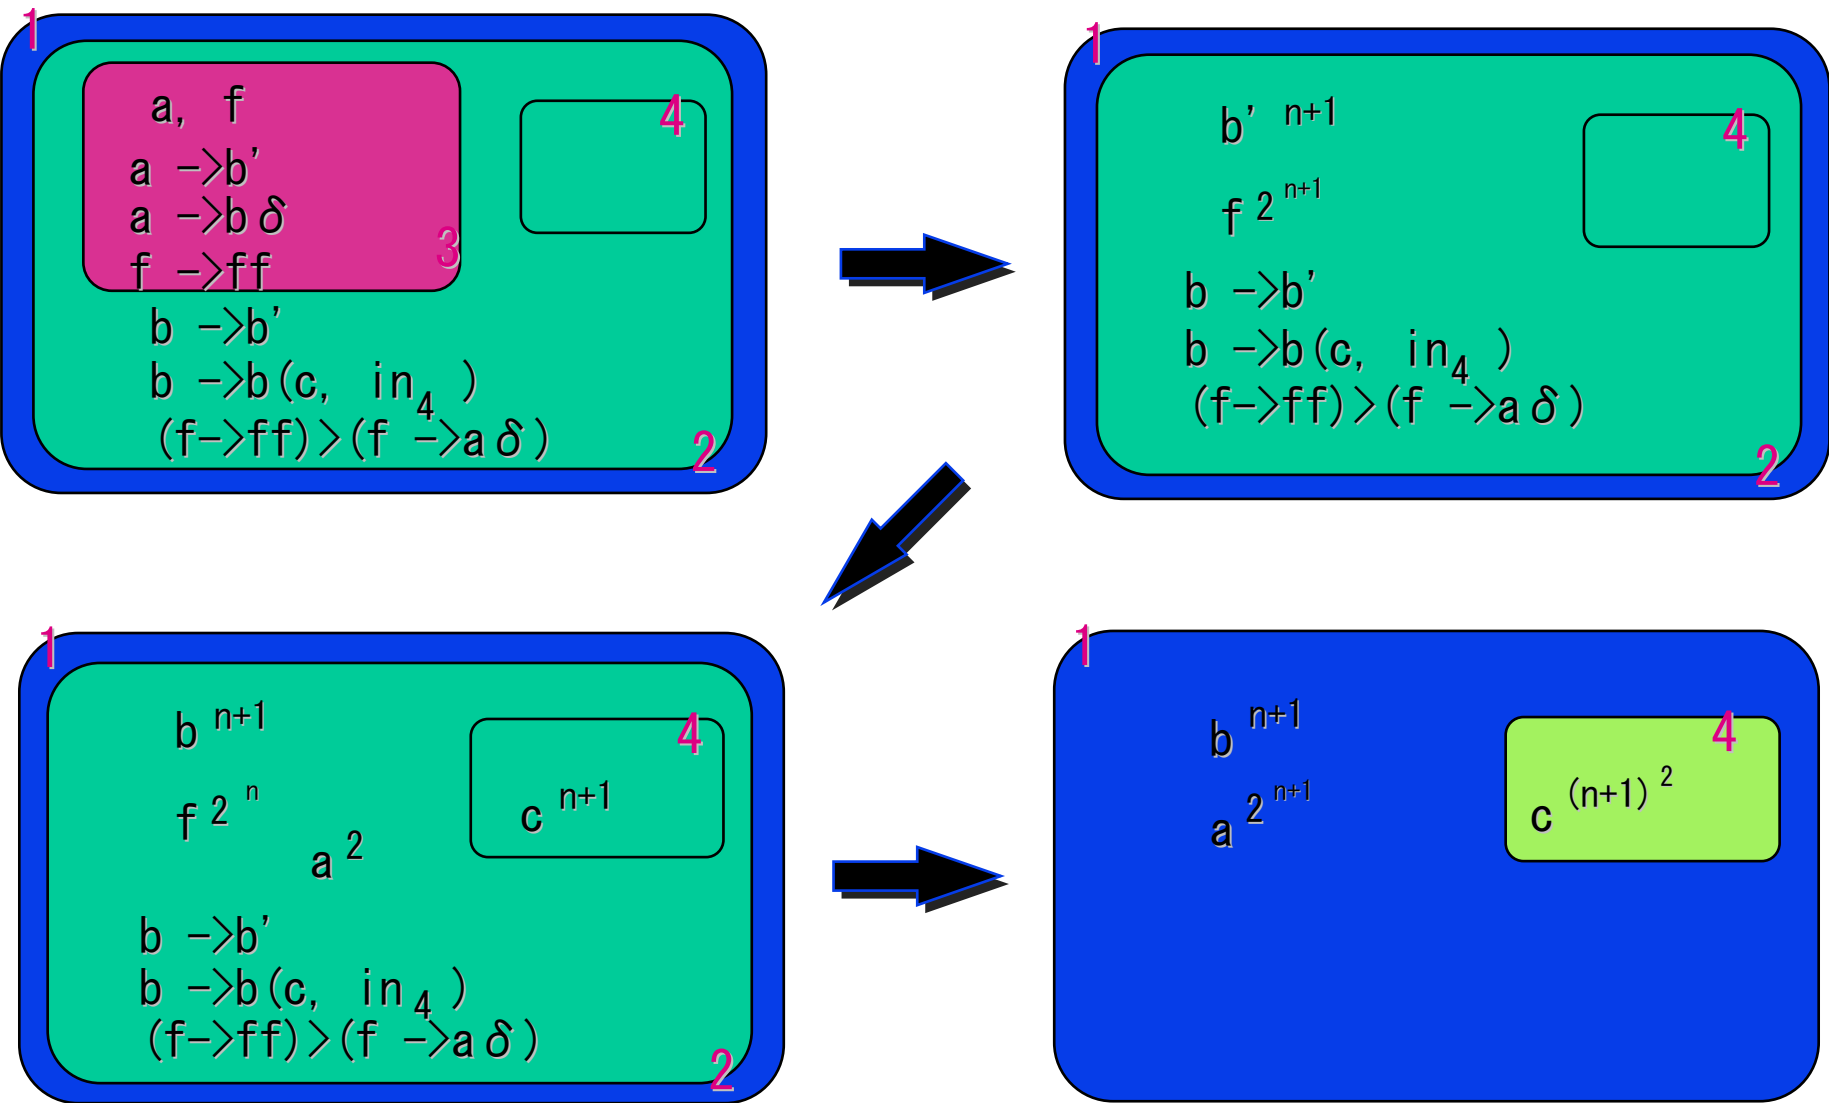 1
a, f
4
a ->b'
a ->bδ
3
f ->ff
b ->b'
b ->b(c, in4 )
(f->ff)>(f ->aδ)
2
1
b' n+1
4
f 2 n+1
b ->b'
b ->b(c, in4 )
(f->ff)>(f ->aδ)
2
1
b n+1
4
f 2 n
c n+1
a 2
b ->b'
b ->b(c, in4 )
(f->ff)>(f ->aδ)
2
1
b n+1
4
a 2 n+1
c (n+1) 2